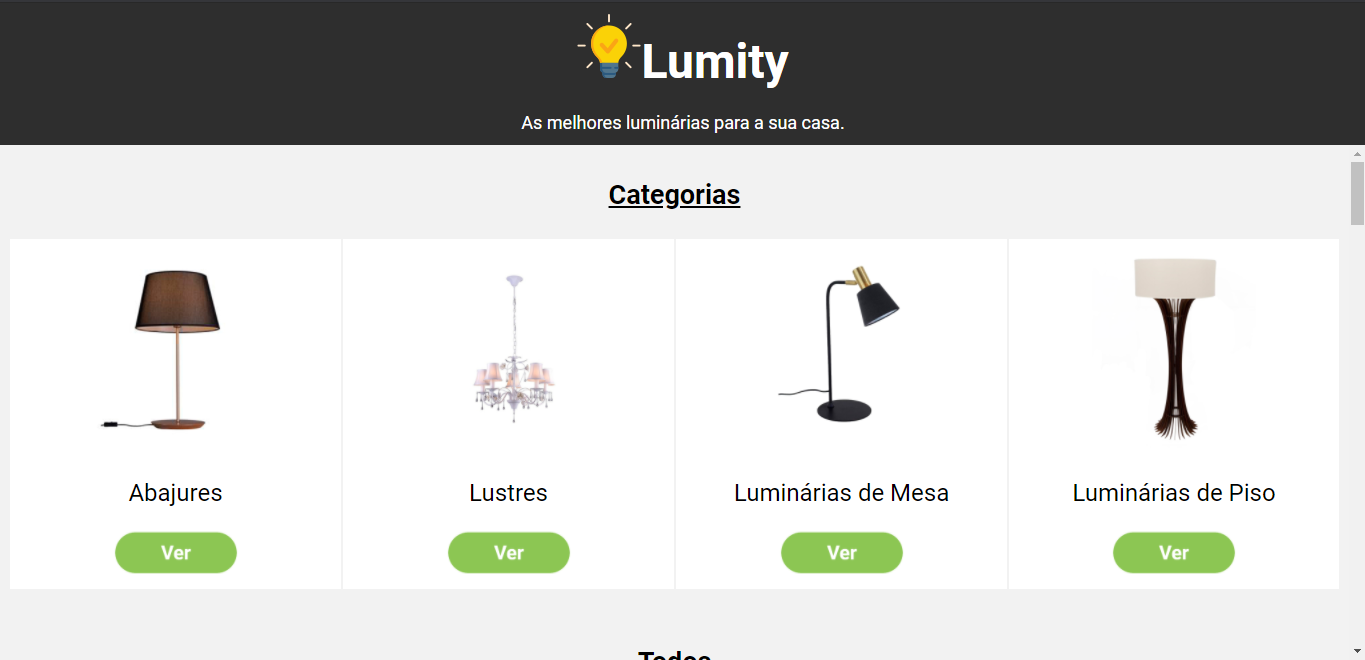 Lumity
As melhores luminárias para a sua casa.
Categorias
Abajures
Lustres
Luminárias de Mesa
Luminárias de Piso
Ver
Ver
Ver
Ver
Todos